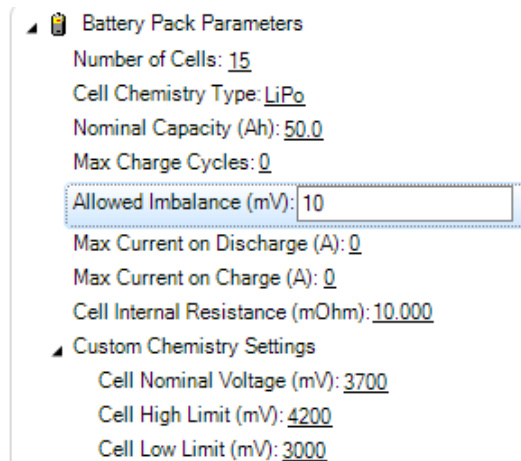 Battery Pack Parameters
Number of Cells: 15
Cell Chemistry Type: LiPo
Nominal Capacity (Ah): 50.0
Max Charge Cycles: 0
Allowed Imbalance (mV): 10
Max Current on Discharge (A): 0
Max Current on Charge (A): 0
Cell Internal Resistance (mOhm): 10.000
Custom Chemistry Settings
Cell Nominal Voltage (mV): 3700
Cell High Limit (mV): 4200
Cell Low Limit (mV): 3000